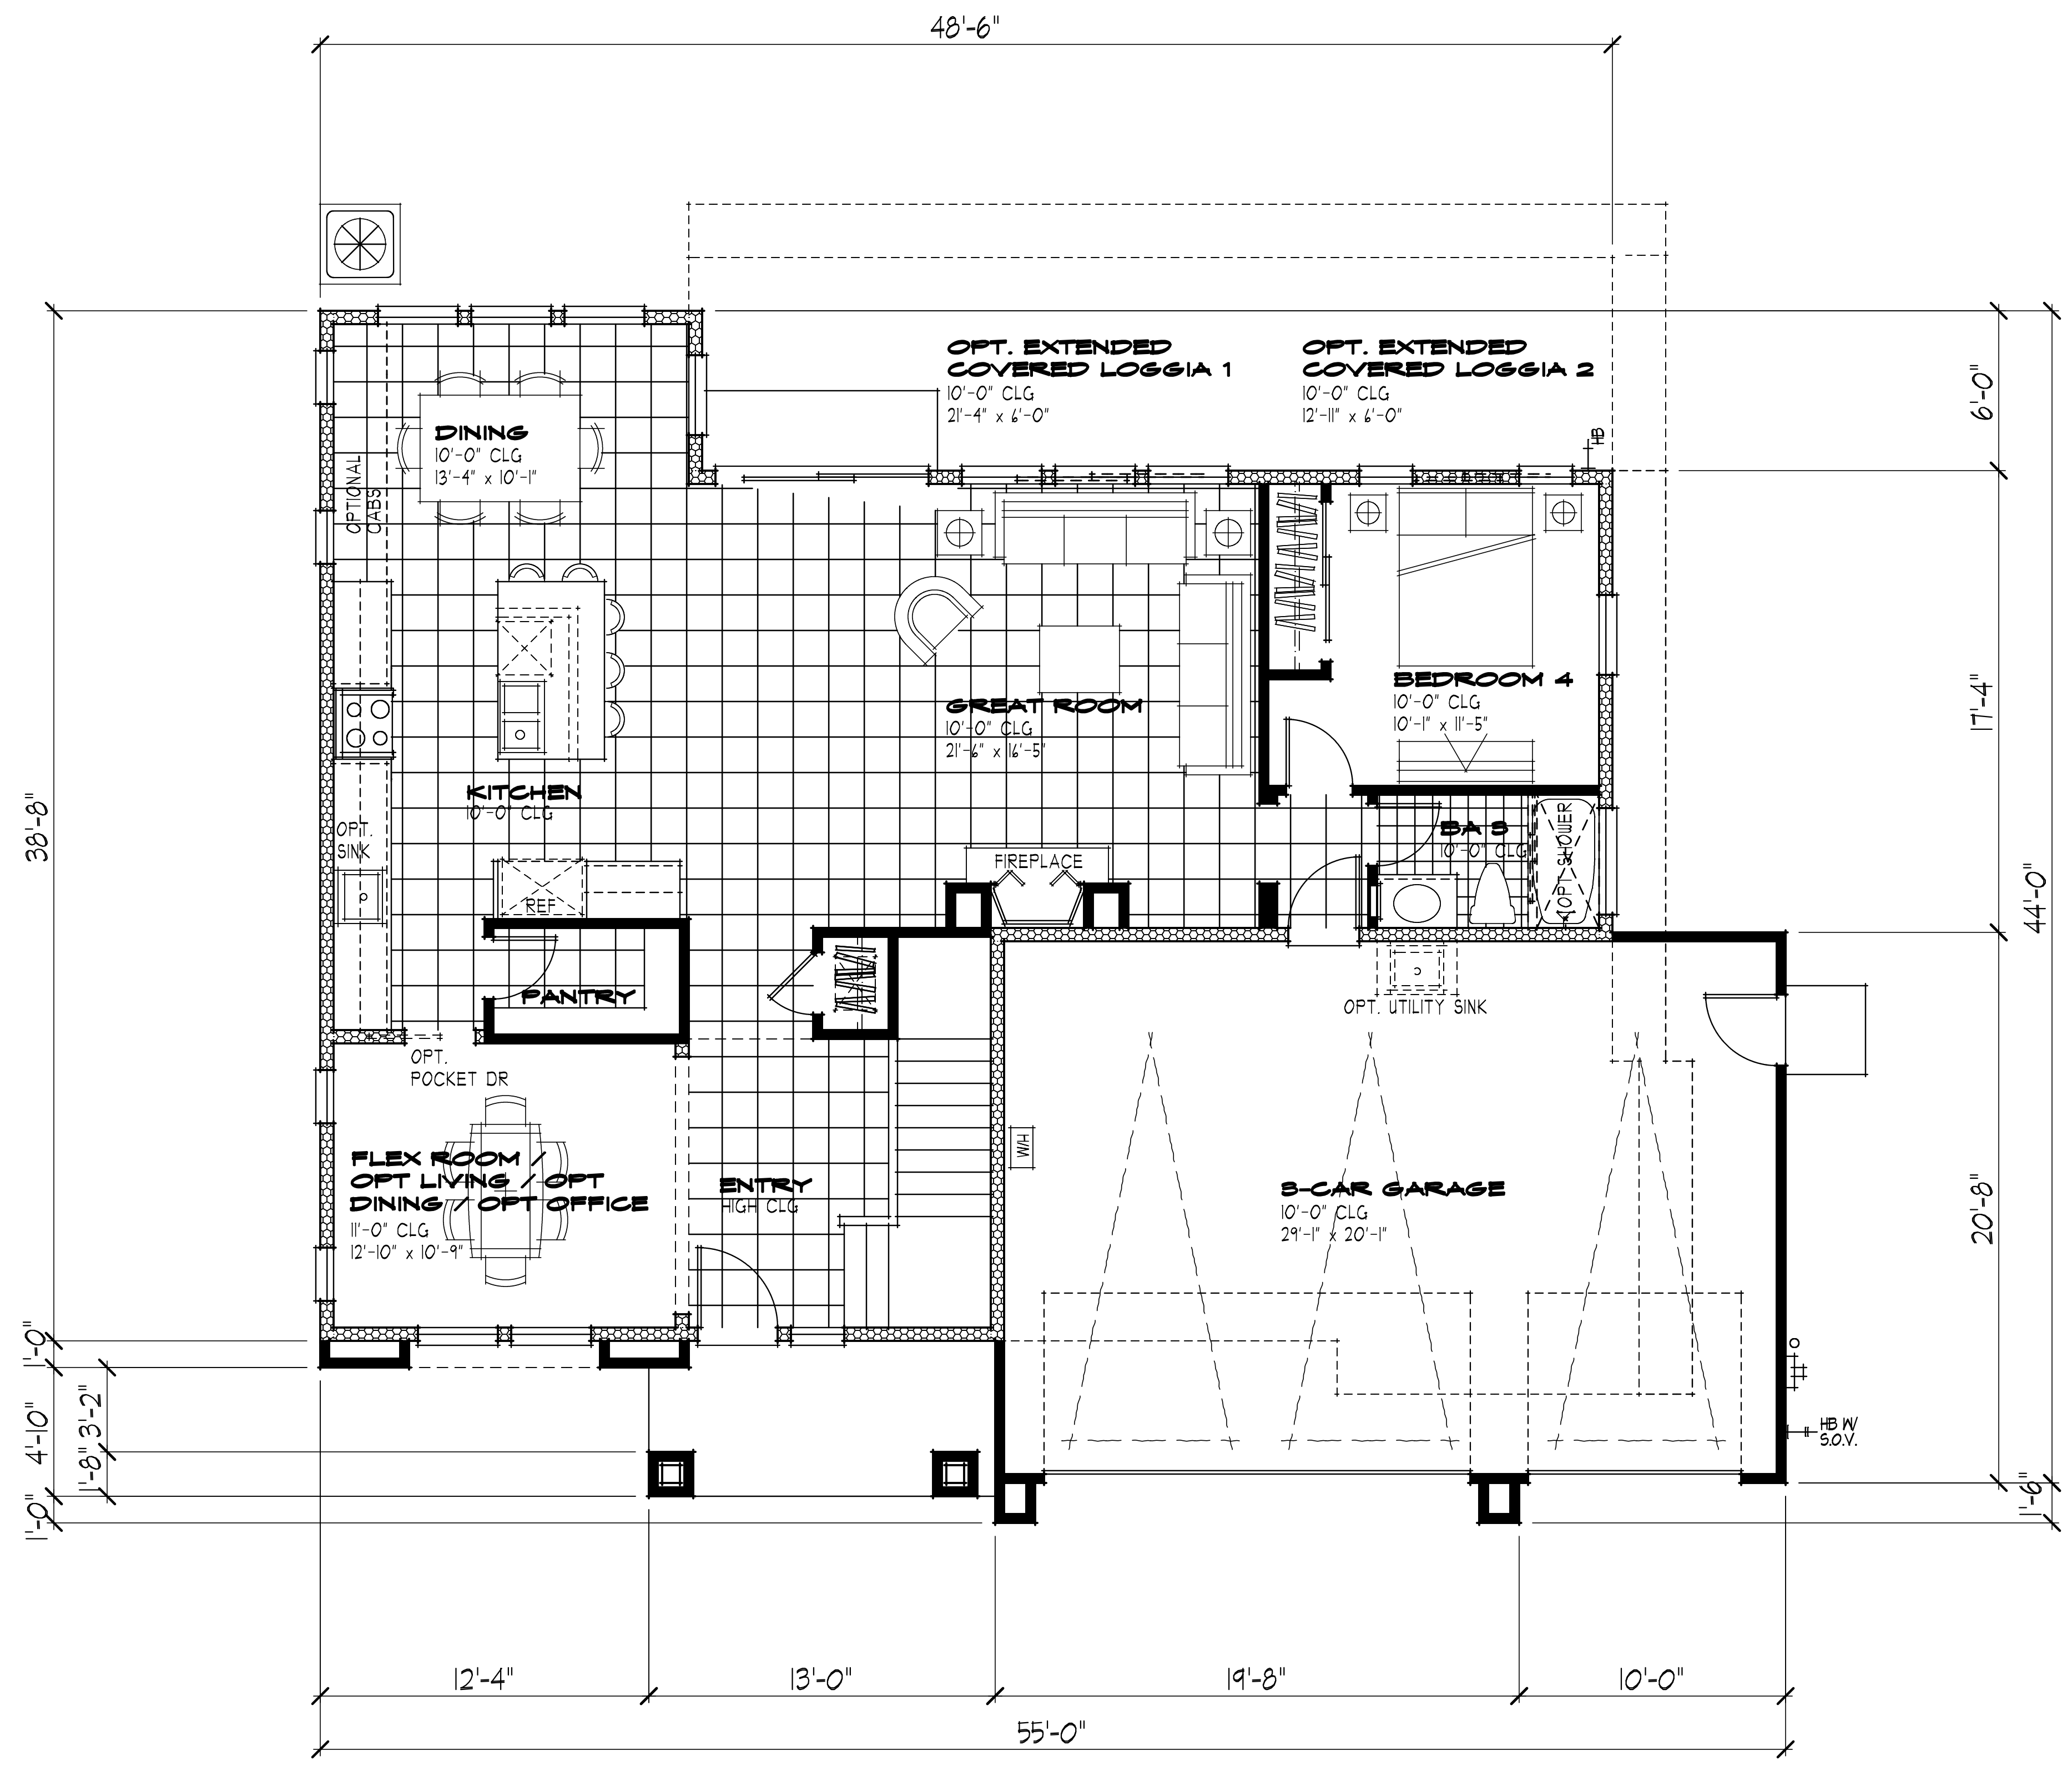 48'-6"
OPT. EXTENDED
COVERED LOGGIA 1
10'-0" CLG
21'-4" x 6'-0"
OPT. EXTENDED
COVERED LOGGIA 2
10'-0" CLG
12'-11" x 6'-0"
HB
6'-0"
DINING
10'-0" CLG
13'-4" x 10'-1"
OPTIONAL
CABS
GREAT ROOM
10'-0" CLG
21'-6" x 16'-5"
BEDROOM 4
10'-0" CLG
10'-1" x 11'-5"
17'-4"
KITCHEN
10'-0" CLG
38'-8"
OPT.
SINK
REF
FIREPLACE
BA 3
10'-0" CLG
OPT SHOWER
44'-0"
PANTRY
OPT. UTILITY SINK
OPT.
POCKET DR
W/H
FLEX ROOM /
OPT LIVING / OPT
DINING / OPT OFFICE
11'-0" CLG
12'-10" x 10'-9"
ENTRY
HIGH CLG
3-CAR GARAGE
10'-0" CLG
29'-1" x 20'-1"
20'-8"
1'-0"
4'-10"
3'-2"
1'-8"
1'-0"
HB W/
S.O.V.
1'-6"
12'-4"
13'-0"
19'-8"
10'-0"
55'-0"